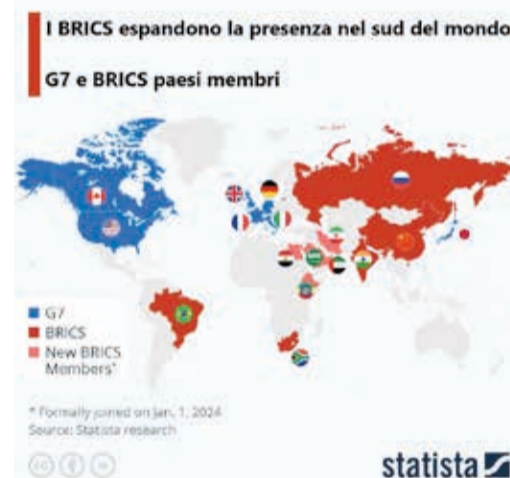 I BRICS espandono la presenza nel sud del mondo
G7 e BRICS paesi membri
G7
BRICS
New BRICS
Members*
* Formally joined on Jan. 1, 2024
Source: Statista research
cc
statista